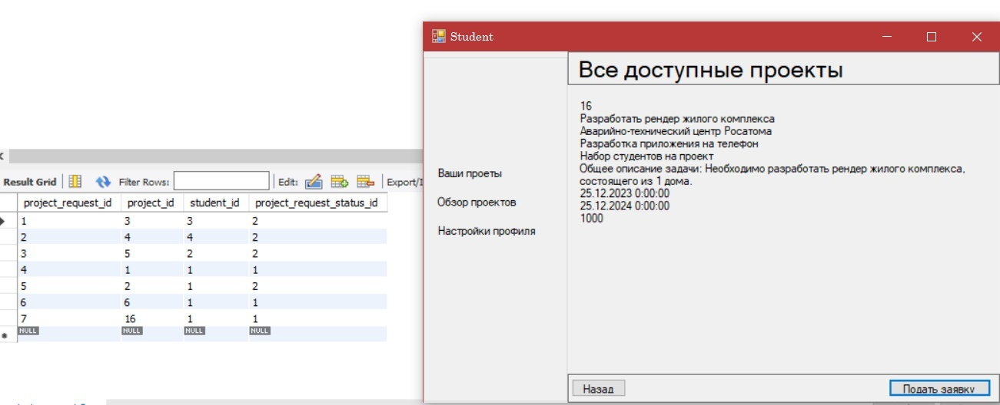 Student
Все доступные проекты
16
Разработать рендер жилого комплекса
Аварийно-технический центр Росатома
Разработка приложения на телефон
Набор студентов на проект
Общее описание задачи: Необходимо разработать рендер жилого комплекса,
состоящего из 1 дома.
25.12.2023 0:00:00
25.12.2024 0:00:00
1000
Ваши проеты
Обзор проектов
Настройки профиля
Назад
Подать заявку
Result Grid Filter Rows: Edit: Export/I
project_request_id project_id student_id project_request_status_id
1 3 3 2
2 4 4 2
3 5 2 2
4 1 1 1
5 2 1 2
6 6 1 1
7 16 1 1
NULL NULL NULL NULL